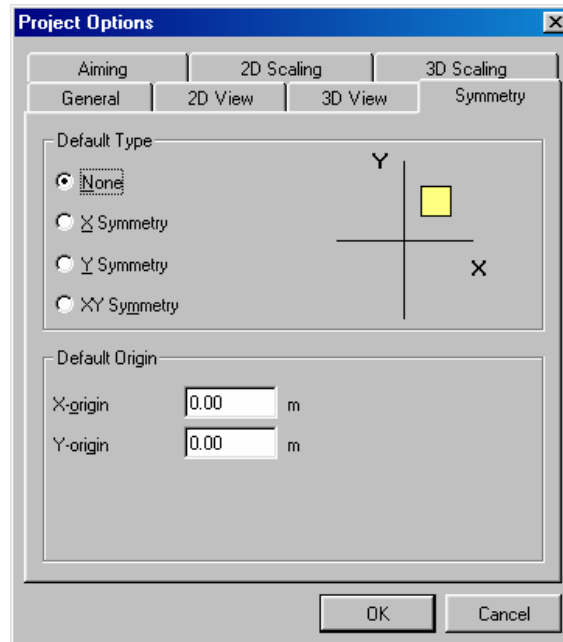 Project Options
Aiming 2D Scaling 3D Scaling
General 2D View 3D View Symmetry
Default Type
None
X Symmetry
Y Symmetry
XY Symmetry
Y
X
Default Origin
X-origin 0.00 m
Y-origin 0.00 m
OK Cancel